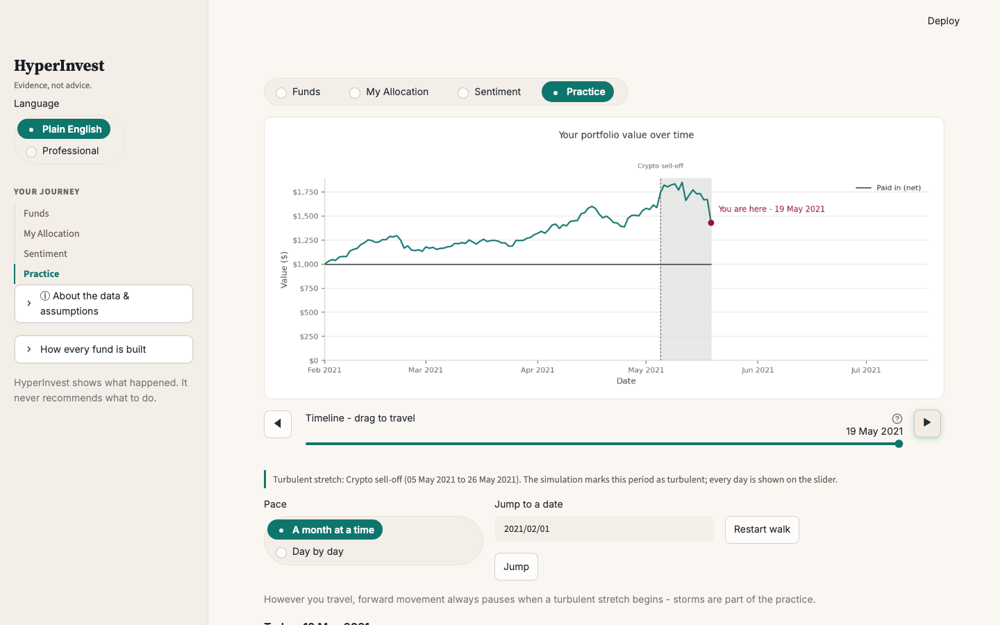 Deploy
HyperInvest
Evidence, not advice.
Language
Plain English
Professional
YOUR JOURNEY
Funds
My Allocation
Sentiment
Practice
About the data &
assumptions
How every fund is built
HyperInvest shows what happened. It
never recommends what to do.
Funds
My Allocation
Sentiment
Practice
Your portfolio value over time
Crypto sell-off
Paid in (net)
You are here - 19 May 2021
Value ($)
$1,750
$1,500
$1,250
$1,000
$750
$500
$250
$0
Feb 2021
Mar 2021
Apr 2021
May 2021
Jun 2021
Jul 2021
Date
Timeline - drag to travel
19 May 2021
Turbulent stretch: Crypto sell-off (05 May 2021 to 26 May 2021). The simulation marks this period as turbulent; every day is shown on the slider.
Pace
A month at a time
Day by day
Jump to a date
2021/02/01
Restart walk
Jump
However you travel, forward movement always pauses when a turbulent stretch begins - storms are part of the practice.